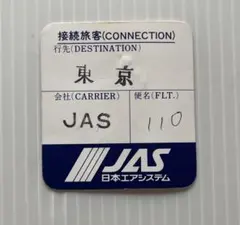 接続旅客(CONNECTION)
行先(DESTINATION)
東京
会社(CARRIER) 便名(FLT.)
JAS 110
JAS
日本エアシステム